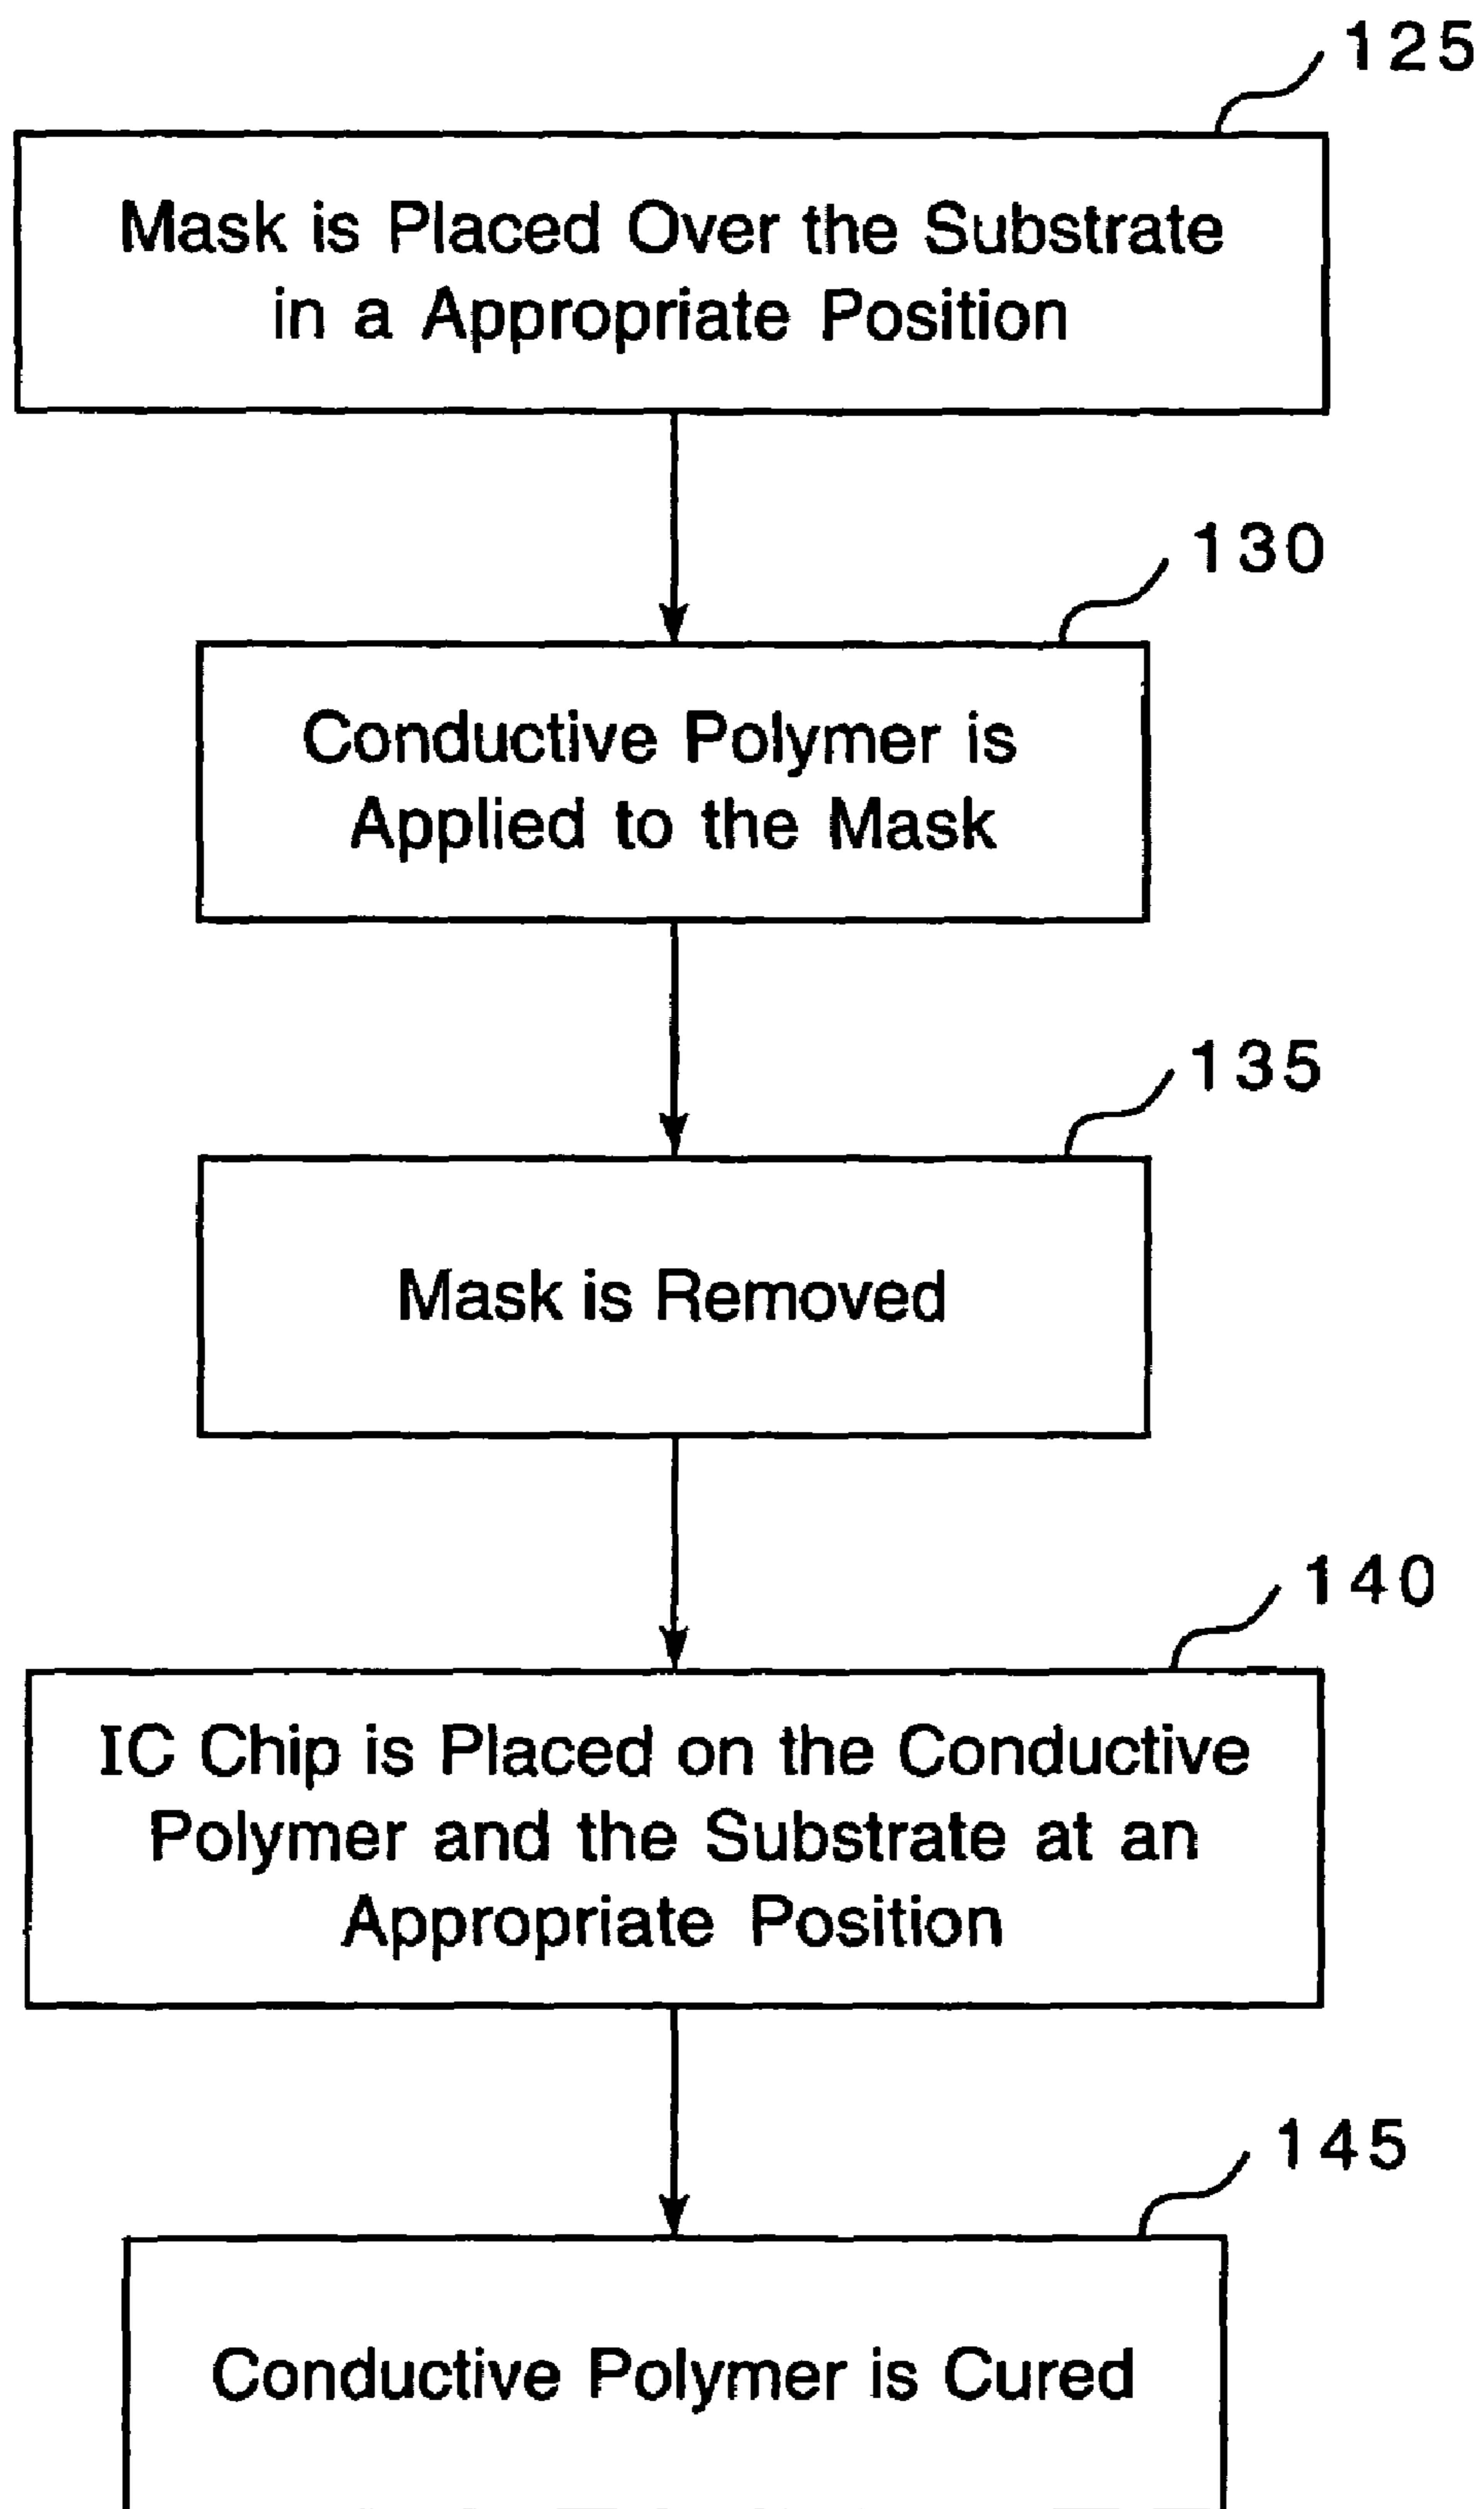 125
Mask is Placed Over the Substrate
in a Appropriate Position
130
Conductive Polymer is
Applied to the Mask
135
Mask is Removed
140
IC Chip is Placed on the Conductive
Polymer and the Substrate at an
Appropriate Position
145
Conductive Polymer is Cured